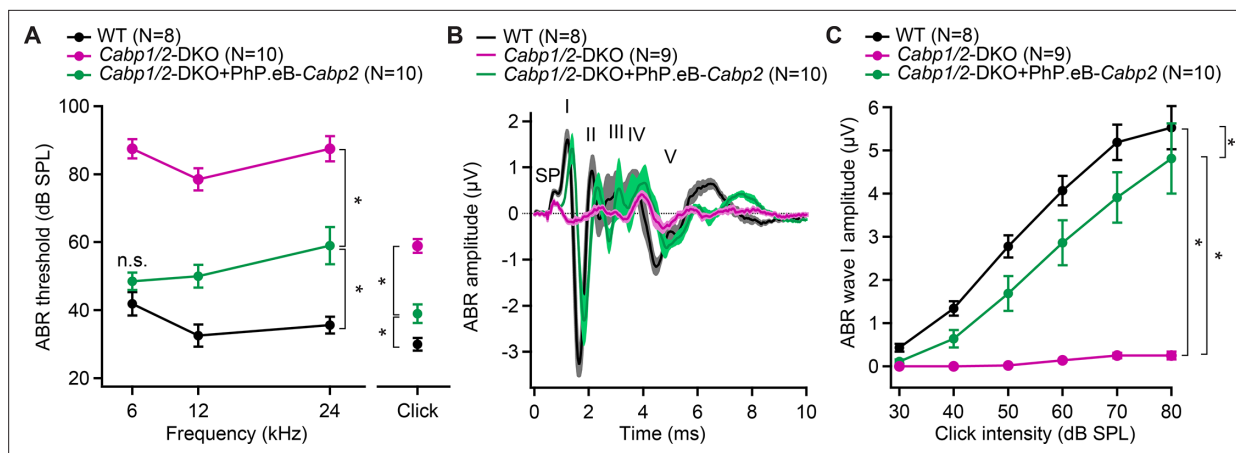 A
WT (N=8)
Cabp1/2-DKO (N=10)
Cabp1/2-DKO+PhP.eB-Cabp2 (N=10)
100
80
60
40
20
ABR threshold (dB SPL)
n.s.
*
*
*
*
6
12
24
Click
Frequency (kHz)
B
WT (N=8)
Cabp1/2-DKO (N=9)
Cabp1/2-DKO+PhP.eB-Cabp2 (N=10)
2
1
0
-1
-2
-3
ABR amplitude (µV)
SP
I
II
III
IV
V
0
2
4
6
8
10
Time (ms)
C
WT (N=8)
Cabp1/2-DKO (N=9)
Cabp1/2-DKO+PhP.eB-Cabp2 (N=10)
6
5
4
3
2
1
0
ABR wave I amplitude (µV)
*
*
*
30
40
50
60
70
80
Click intensity (dB SPL)